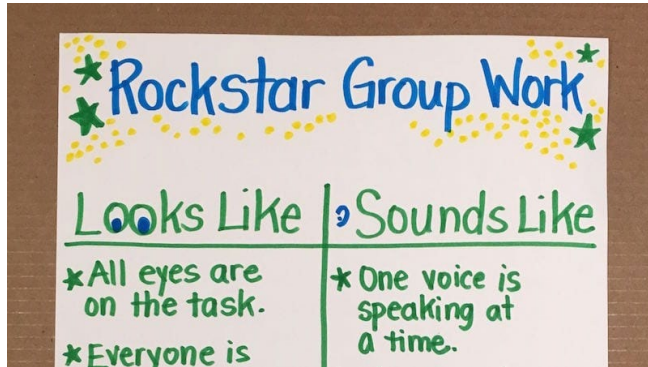 Rockstar Group Work
Looks Like
* All eyes are
on the task.
* Everyone is
Sounds Like
* One voice is
speaking at
a time.